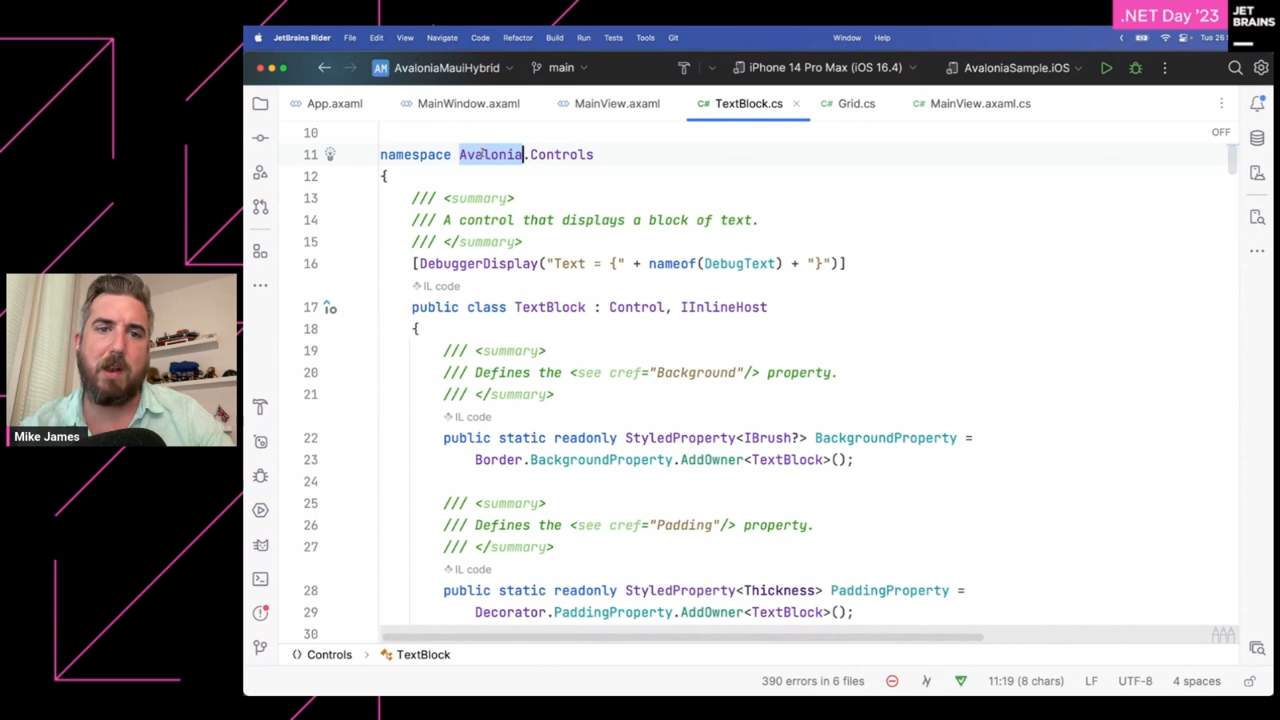 .NET Day '23
JET
BRAINS
JetBrains Rider File Edit View Navigate Code Refactor Build Run Tests Tools Git Window Help Tue 26
AM AvaloniaMauiHybrid main iPhone 14 Pro Max (iOS 16.4) AvaloniaSample.iOS
App.axaml MainWindow.axaml MainView.axaml C# TextBlock.cs C# Grid.cs C# MainView.axaml.cs
OFF
10
11 namespace Avalonia.Controls
12 {
13 /// <summary>
14 /// A control that displays a block of text.
15 /// </summary>
16 [DebuggerDisplay("Text = {" + nameof(DebugText) + "}")]
IL code
17 public class TextBlock : Control, IInlineHost
18 {
19 /// <summary>
20 /// Defines the <see cref="Background"/> property.
21 /// </summary>
IL code
22 public static readonly StyledProperty<IBrush?> BackgroundProperty =
23 Border.BackgroundProperty.AddOwner<TextBlock>();
24
25 /// <summary>
26 /// Defines the <see cref="Padding"/> property.
27 /// </summary>
IL code
28 public static readonly StyledProperty<Thickness> PaddingProperty =
29 Decorator.PaddingProperty.AddOwner<TextBlock>();
30
Mike James
Controls > TextBlock
390 errors in 6 files 11:19 (8 chars) LF UTF-8 4 spaces